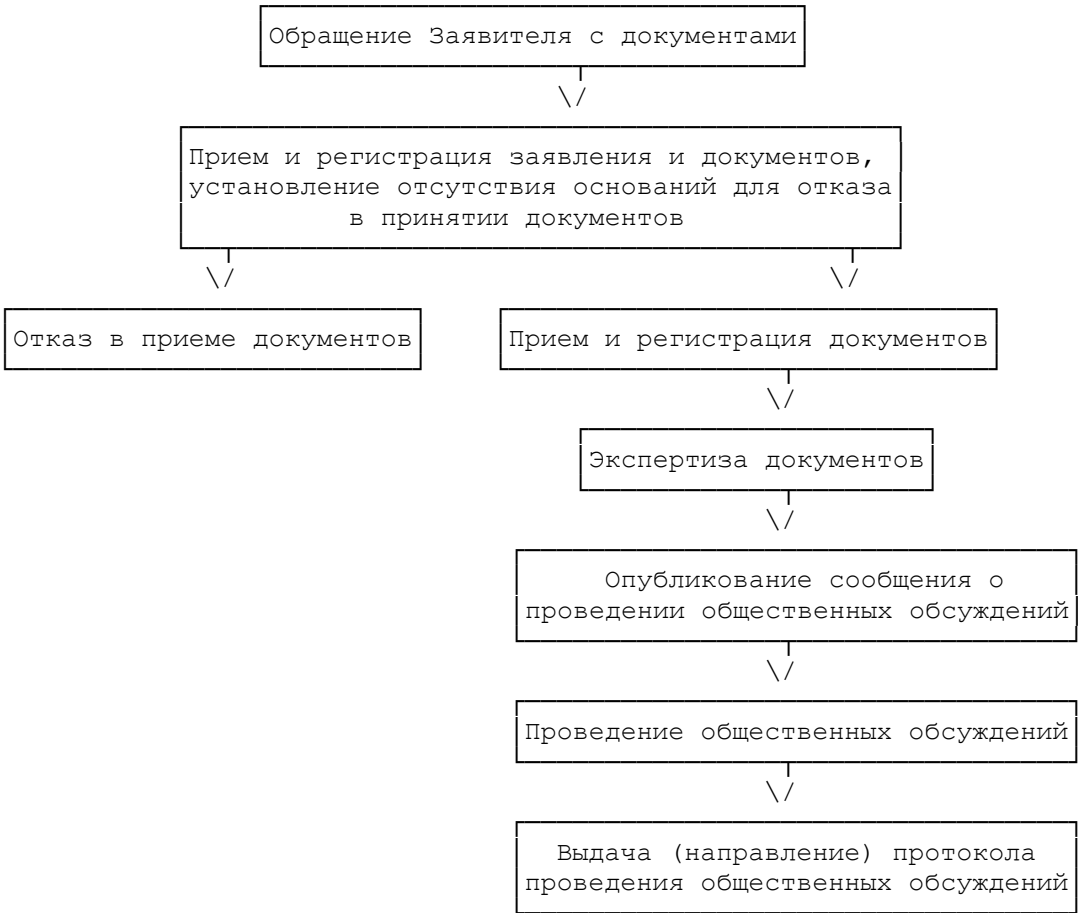 Обращение Заявителя с документами
Прием и регистрация заявления и документов,
установление отсутствия оснований для отказа
в принятии документов
Отказ в приеме документов
Прием и регистрация документов
Экспертиза документов
Опубликование сообщения о
проведении общественных обсуждений
Проведение общественных обсуждений
Выдача (направление) протокола
проведения общественных обсуждений